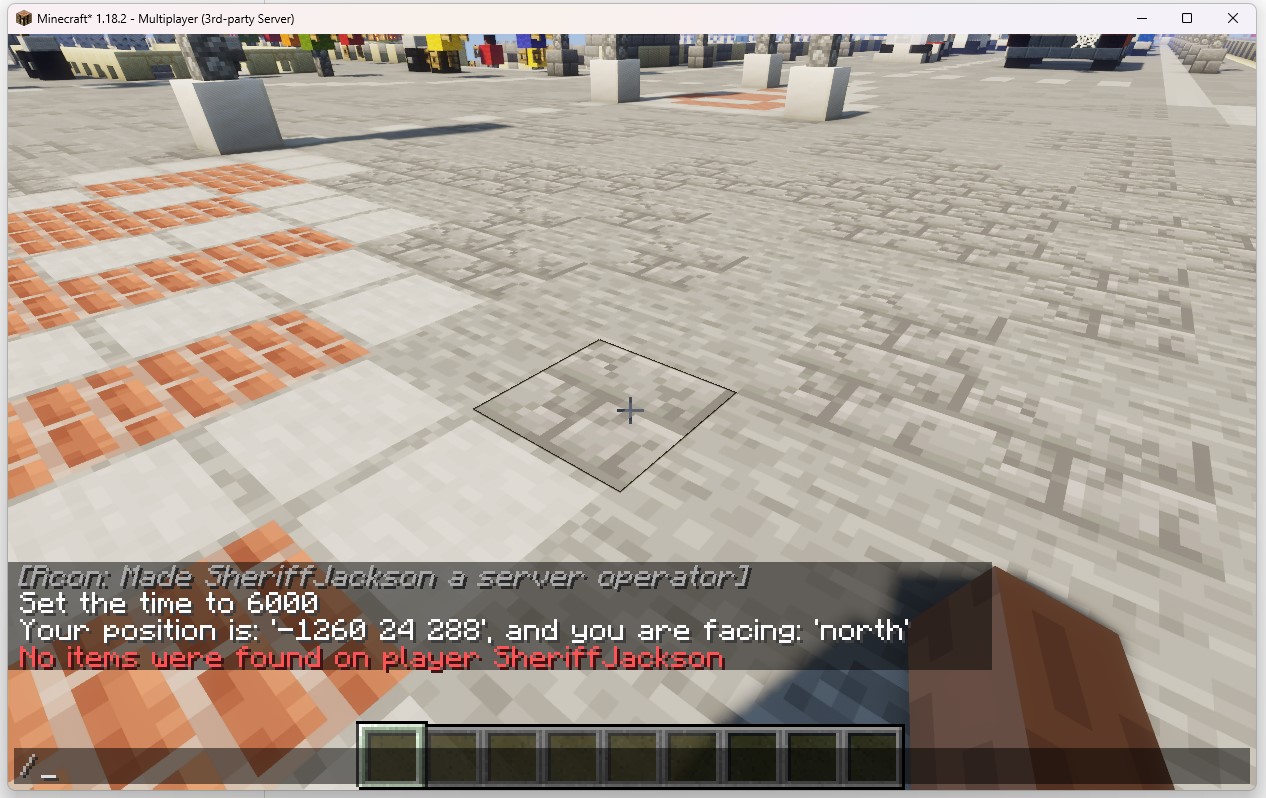 Minecraft* 1.18.2 - Multiplayer (3rd-party Server)
[Rcon: Made SheriffJackson a server operator]
Set the time to 6000
Your position is: '-1260 24 288', and you are facing: 'north'
No items were found on player SheriffJackson
/_